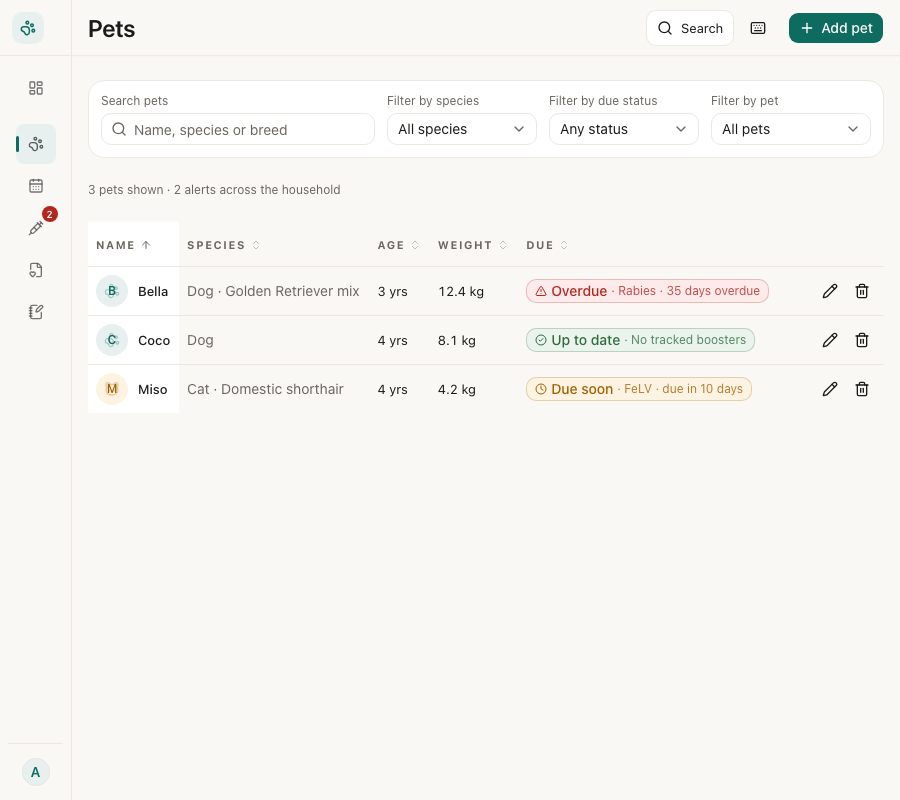 Pets
Search
Add pet
Search pets
Filter by species
Filter by due status
Filter by pet
Name, species or breed
All species
Any status
All pets
3 pets shown · 2 alerts across the household
2
NAME
SPECIES
AGE
WEIGHT
DUE
B Bella Dog · Golden Retriever mix 3 yrs 12.4 kg Overdue · Rabies · 35 days overdue
C Coco Dog 4 yrs 8.1 kg Up to date · No tracked boosters
M Miso Cat · Domestic shorthair 4 yrs 4.2 kg Due soon · FeLV · due in 10 days
A